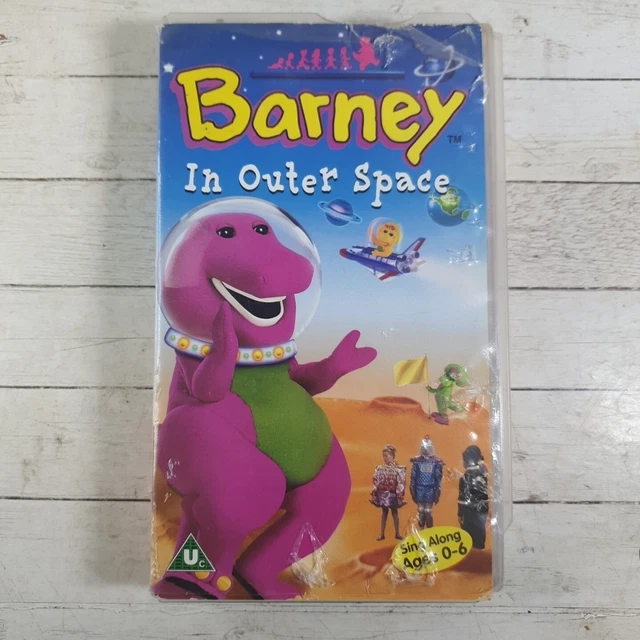 Barney
TM
In Outer Space
Sing Along
Ages 0-6
U
C